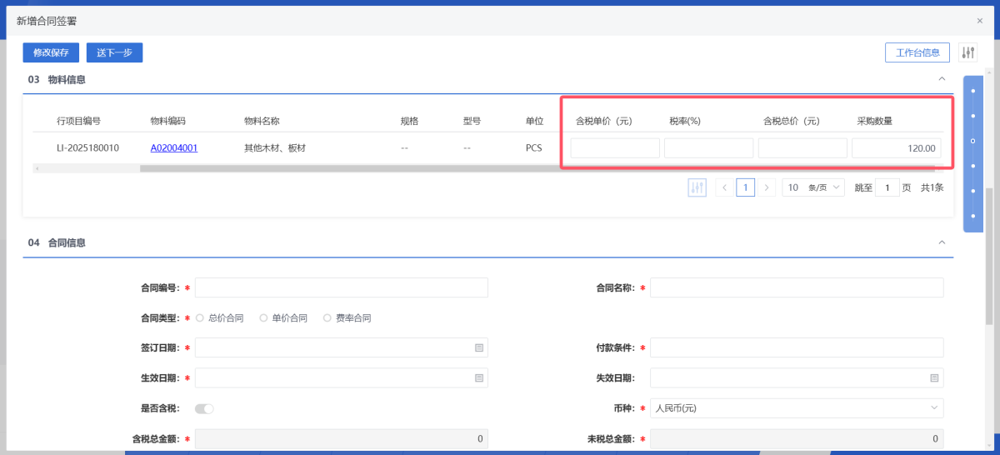 新增合同签署 ×
修改保存 送下一步 工作台信息
03 物料信息
行项目编号 物料编码 物料名称 规格 型号 单位 含税单价（元） 税率(%) 含税总价（元） 采购数量
LI-2025180010 A02004001 其他木材、板材 -- -- PCS 120.00
1 10 条/页 跳至 1 页 共1条
04 合同信息
合同编号: * 合同名称: *
合同类型: * 总价合同 单价合同 费率合同
签订日期: * 付款条件: *
生效日期: * 失效日期:
是否含税: 币种: * 人民币(元)
含税总金额: * 0 未税总金额: * 0